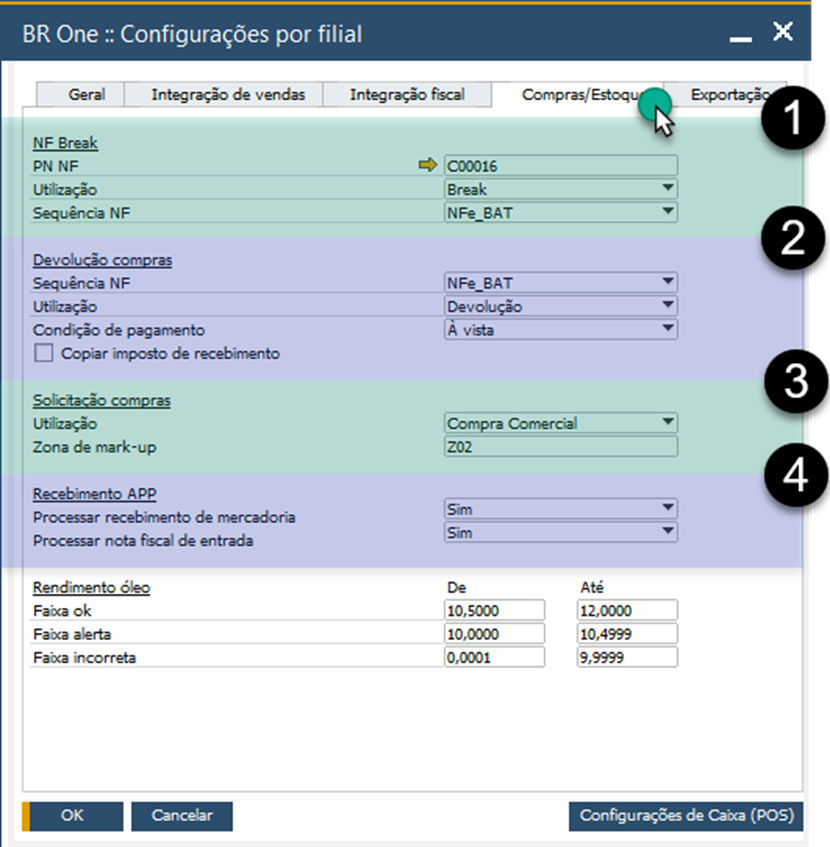 BR One :: Configurações por filial
Geral Integração de vendas Integração fiscal Compras/Estoqu Exportação
1
NF Break
PN NF C00016
Utilização Break
Sequência NF NFe_BAT
2
Devolução compras
Sequência NF NFe_BAT
Utilização Devolução
Condição de pagamento À vista
Copiar imposto de recebimento
3
Solicitação compras
Utilização Compra Comercial
Zona de mark-up Z02
4
Recebimento APP
Processar recebimento de mercadoria Sim
Processar nota fiscal de entrada Sim
Rendimento óleo De Até
Faixa ok 10,5000 12,0000
Faixa alerta 10,0000 10,4999
Faixa incorreta 0,0001 9,9999
OK Cancelar Configurações de Caixa (POS)